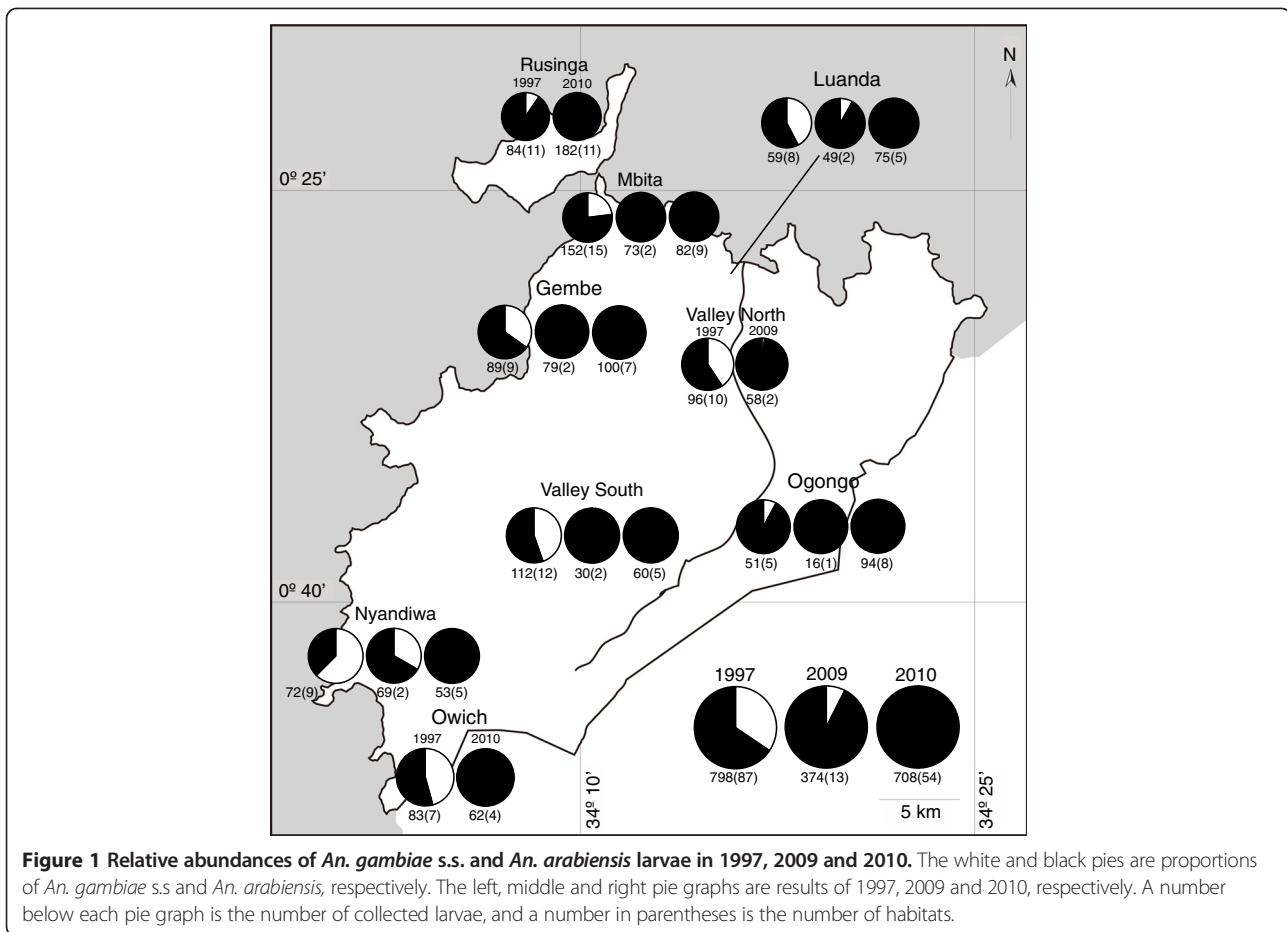 N
Rusinga
1997 2010
84(11) 182(11)
Luanda
59(8) 49(2) 75(5)
0º 25’
Mbita
152(15) 73(2) 82(9)
Gembe
89(9) 79(2) 100(7)
Valley North
1997 2009
96(10) 58(2)
Valley South
112(12) 30(2) 60(5)
Ogongo
51(5) 16(1) 94(8)
0º 40’
Nyandiwa
72(9) 69(2) 53(5)
Owich
1997 2010
83(7) 62(4)
1997 2009 2010
798(87) 374(13) 708(54)
5 km
34º 10’
34º 25’
Figure 1 Relative abundances of An. gambiae s.s. and An. arabiensis larvae in 1997, 2009 and 2010. The white and black pies are proportions
of An. gambiae s.s and An. arabiensis, respectively. The left, middle and right pie graphs are results of 1997, 2009 and 2010, respectively. A number
below each pie graph is the number of collected larvae, and a number in parentheses is the number of habitats.